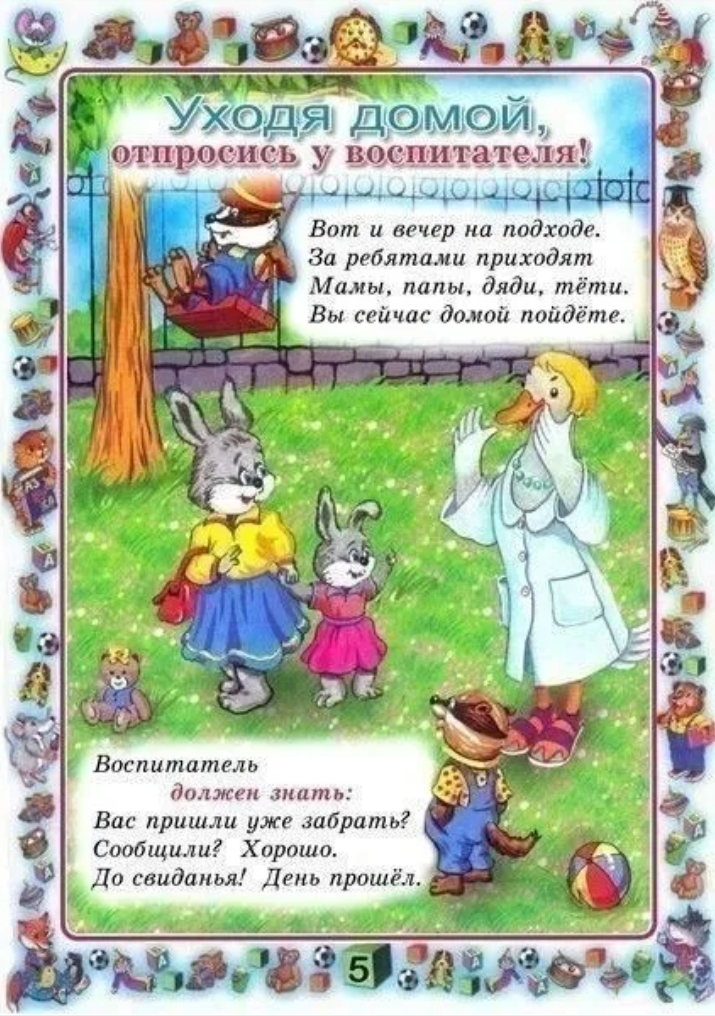 Уходя домой,
отпросись у воспитателя!
Вот и вечер на подходе.
За ребятами приходят
Мамы, папы, дяди, тёти.
Вы сейчас домой пойдёте.
Воспитатель
должен знать:
Вас пришли уже забрать?
Сообщили? Хорошо.
До свиданья! День прошёл.
5